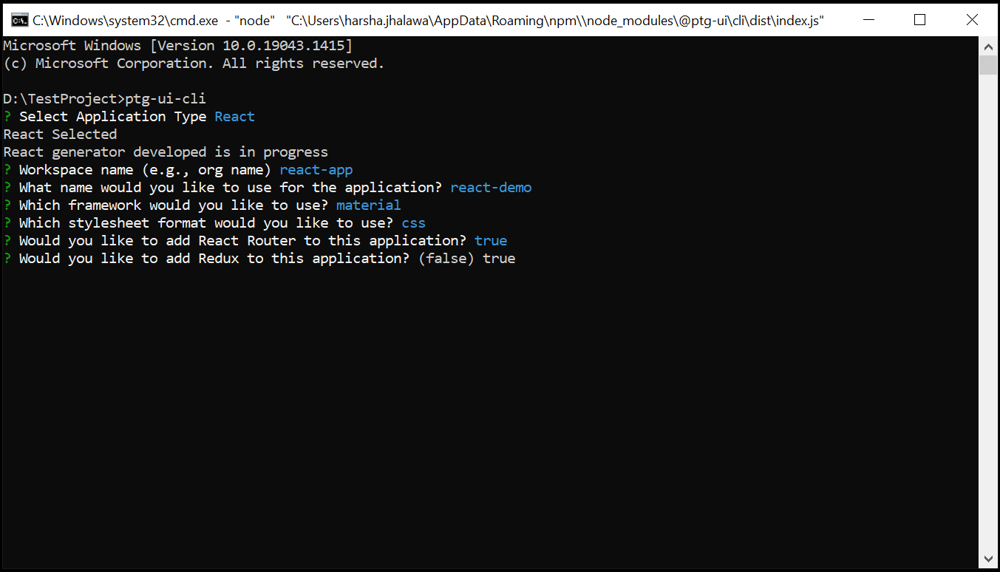 C:\Windows\system32\cmd.exe - "node" "C:\Users\harsha.jhalawa\AppData\Roaming\npm\\node_modules\@ptg-ui\cli\dist\index.js"
Microsoft Windows [Version 10.0.19043.1415]
(c) Microsoft Corporation. All rights reserved.
D:\TestProject>ptg-ui-cli
? Select Application Type React
React Selected
React generator developed is in progress
? Workspace name (e.g., org name) react-app
? What name would you like to use for the application? react-demo
? Which framework would you like to use? material
? Which stylesheet format would you like to use? css
? Would you like to add React Router to this application? true
? Would you like to add Redux to this application? (false) true